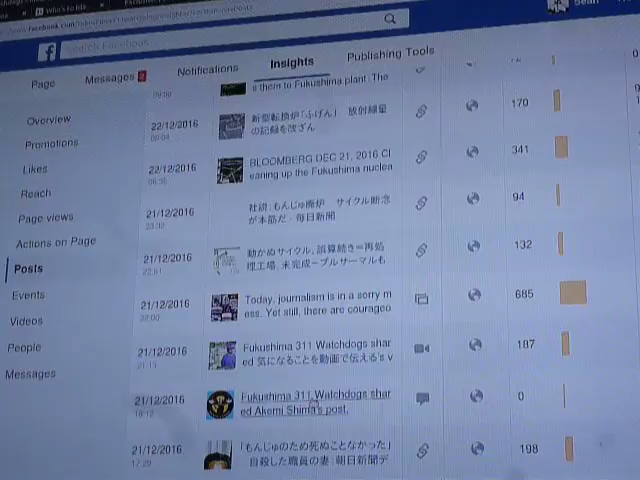 Who's to bla
Sean
Search Facebook
Page
Messages
Notifications
Insights
Publishing Tools
Overview
Promotions
Likes
Reach
Page views
Actions on Page
Posts
Events
Videos
People
Messages
s them to Fukushima plant. The
22/12/2016
新型転換炉「ふげん」 放射線量
の記録を改ざん
170
22/12/2016
BLOOMBERG DEC 21, 2016 Cl
eaning up the Fukushima nuclea
341
21/12/2016
社説:もんじゅ廃炉 サイクル断念
が本筋だ - 毎日新聞
94
21/12/2016
動かぬサイクル、誤算続き=再処
理工場、未完成-プルサーマルも
132
21/12/2016
22:00
Today, journalism is in a sorry m
ess. Yet still, there are courageo
685
21/12/2016
21:13
Fukushima 311 Watchdogs shar
ed 気になることを動画で伝える's v
187
21/12/2016
18:12
Fukushima 311 Watchdogs shar
ed Akemi Shima's post.
0
21/12/2016
17:29
「もんじゅのため死ぬことなかった」
自殺した職員の妻:朝日新聞デ
198